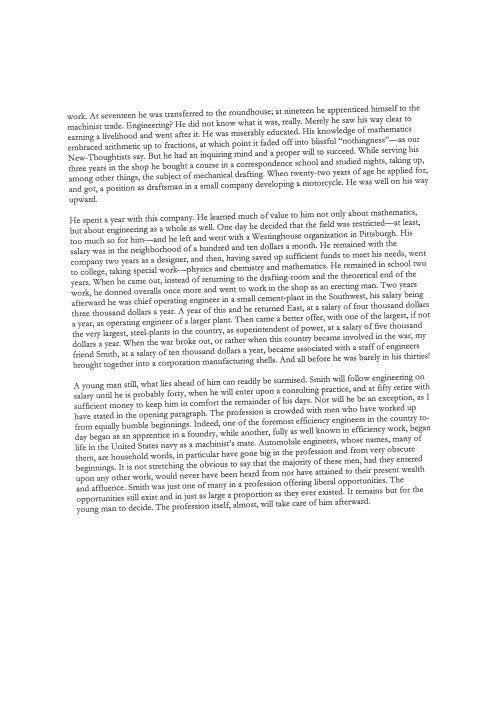 work. At seventeen he was transferred to the roundhouse; at nineteen he apprenticed himself to the
machinist trade. Engineering? He did not know what it was, really. Merely he saw his way clear to
earning a livelihood and went after it. He was miserably educated. His knowledge of mathematics
embraced arithmetic up to fractions, at which point it faded off into blissful “nothingness”—as our
New-Thoughtists say. But he had an inquiring mind and a proper will to succeed. While serving his
three years in the shop he bought a course in a correspondence school and studied nights, taking up,
among other things, the subject of mechanical drafting. When twenty-two years of age he applied for,
and got, a position as draftsman in a small company developing a motorcycle. He was well on his way
upward.
He spent a year with this company. He learned much of value to him not only about mathematics,
but about engineering as a whole as well. One day he decided that the field was restricted—at least,
too much so for him—and he left and went with a Westinghouse organization in Pittsburgh. His
salary was in the neighborhood of a hundred and ten dollars a month. He remained with the
company two years as a designer, and then, having saved up sufficient funds to meet his needs, went
to college, taking special work—physics and chemistry and mathematics. He remained in school two
years. When he came out, instead of returning to the drafting-room and the theoretical end of the
work, he donned overalls once more and went to work in the shop as an erecting man. Two years
afterward he was chief operating engineer in a small cement-plant in the Southwest, his salary being
three thousand dollars a year. A year of this and he returned East, at a salary of four thousand dollars
a year, as operating engineer of a larger plant. Then came a better offer, with one of the largest, if not
the very largest, steel-plants in the country, as superintendent of power, at a salary of five thousand
dollars a year. When the war broke out, or rather when this country became involved in the war, my
friend Smith, at a salary of ten thousand dollars a year, became associated with a staff of engineers
brought together into a corporation manufacturing shells. And all before he was barely in his thirties!
A young man still, what lies ahead of him can readily be surmised. Smith will follow engineering on
salary until he is probably forty, when he will enter upon a consulting practice, and at fifty retire with
sufficient money to keep him in comfort the remainder of his days. Nor will he be an exception, as I
have stated in the opening paragraph. The profession is crowded with men who have worked up
from equally humble beginnings. Indeed, one of the foremost efficiency engineers in the country to-
day began as an apprentice in a foundry, while another, fully as well known in efficiency work, began
life in the United States navy as a machinist's mate. Automobile engineers, whose names, many of
them, are household words, in particular have gone big in the profession and from very obscure
beginnings. It is not stretching the obvious to say that the majority of these men, had they entered
upon any other work, would never have been heard from nor have attained to their present wealth
and affluence. Smith was just one of many in a profession offering liberal opportunities. The
opportunities still exist and in just as large a proportion as they ever existed. It remains but for the
young man to decide. The profession itself, almost, will take care of him afterward.